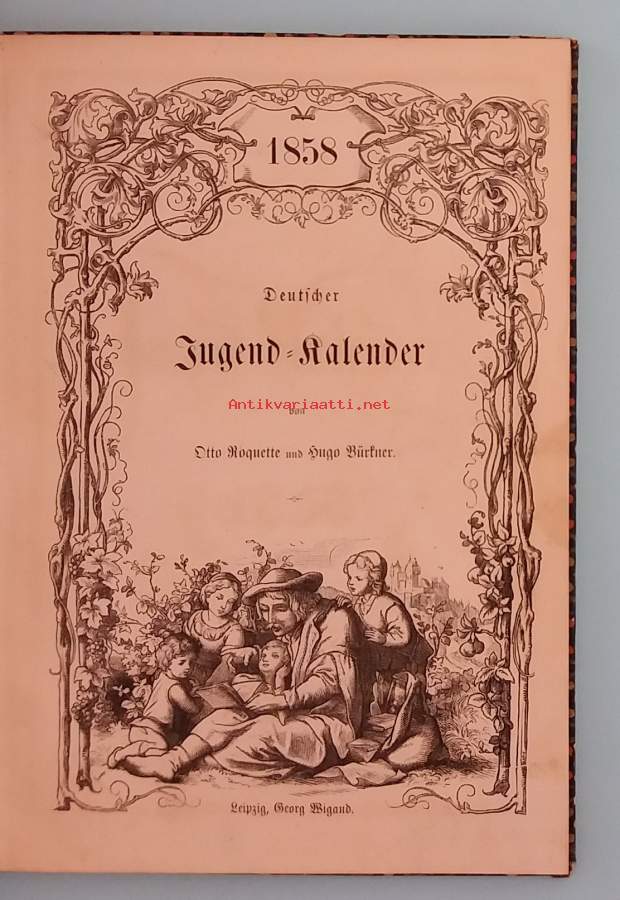 1858
Deutscher
Jugend-Kalender
Antikvariaatti.net
von
Otto Roquette und Hugo Bürkner.
Leipzig, Georg Wigand.